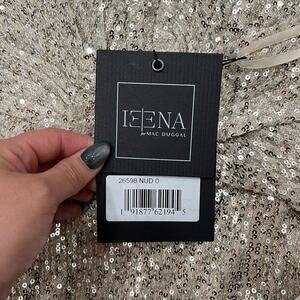 IEENA
for MAC DUGGAL
26598 NUD 0
1 91877 62194 5